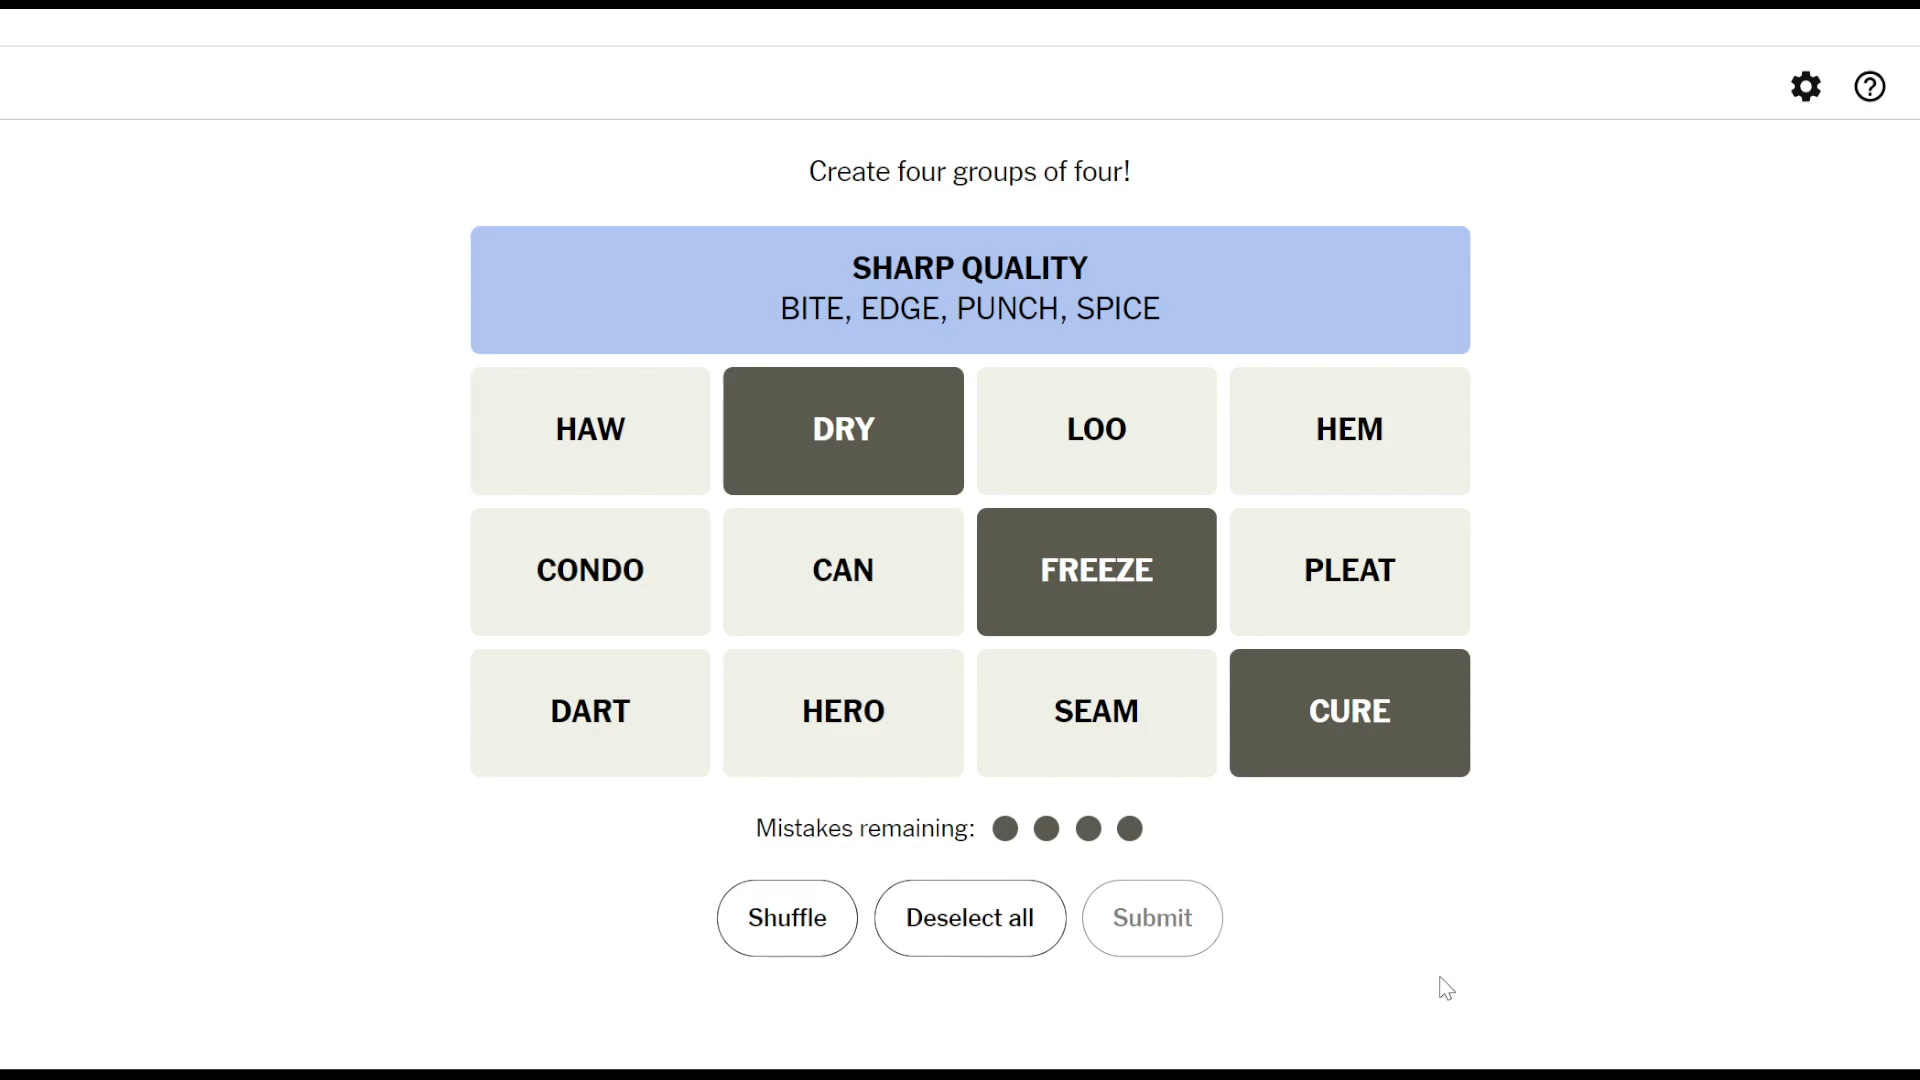 Create four groups of four!
SHARP QUALITY
BITE, EDGE, PUNCH, SPICE
HAW DRY LOO HEM
CONDO CAN FREEZE PLEAT
DART HERO SEAM CURE
Mistakes remaining:
Shuffle Deselect all Submit